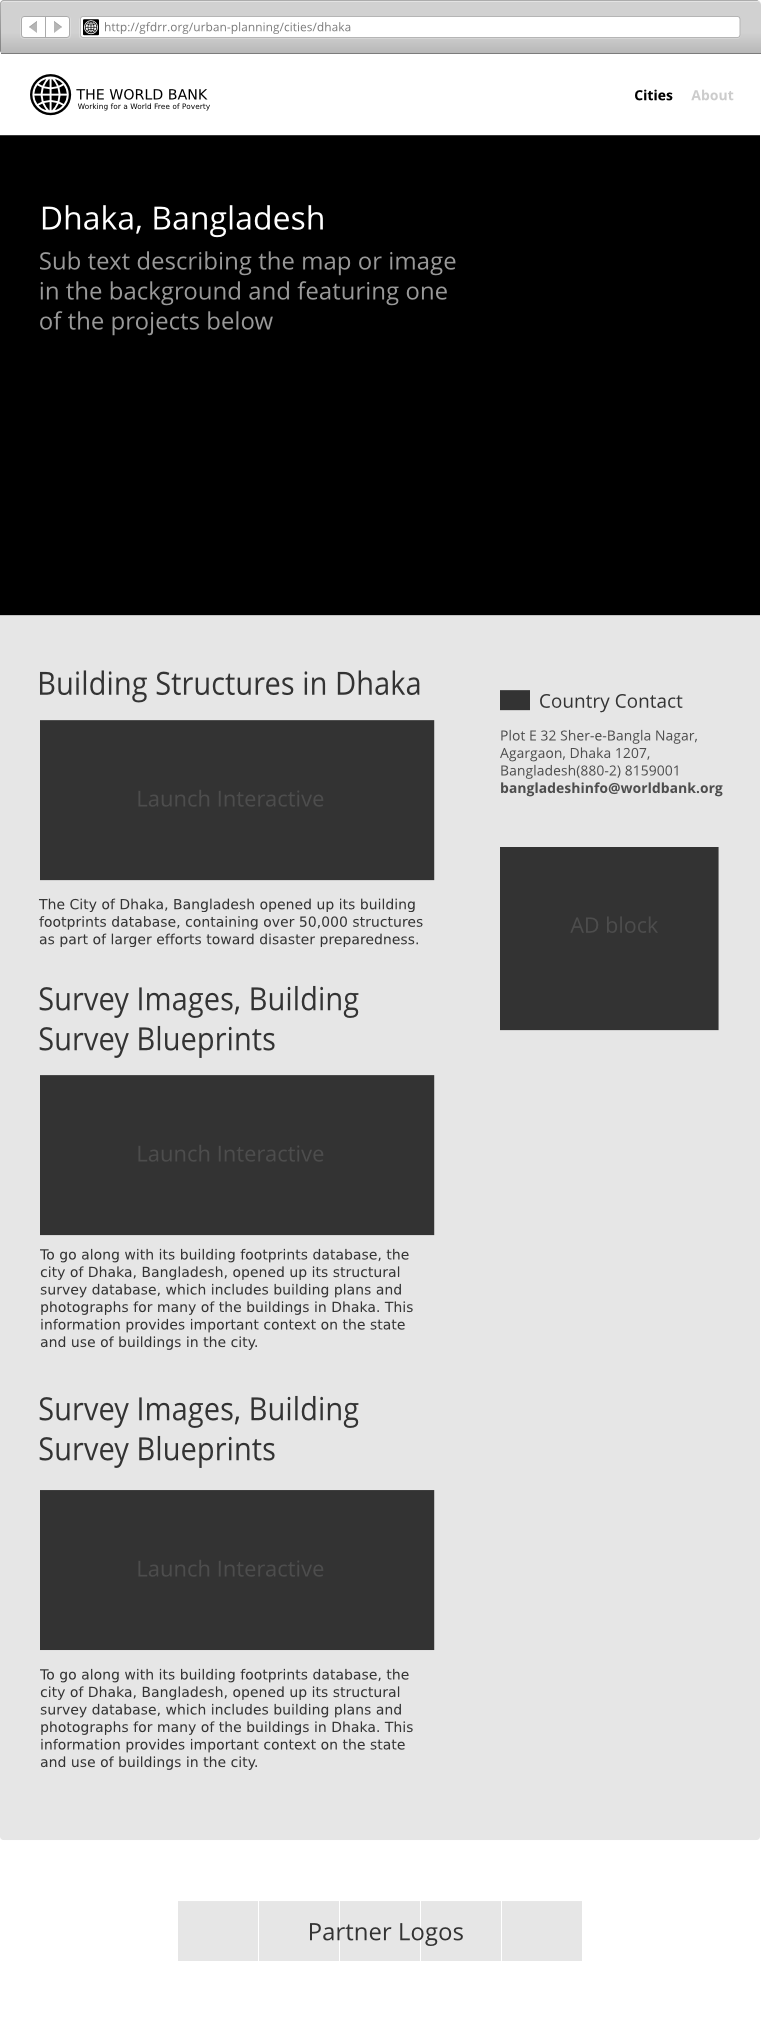 http://gfdrr.org/urban-planning/cities/dhaka
THE WORLD BANK
Working for a World Free of Poverty
Cities About
Dhaka, Bangladesh
Sub text describing the map or image
in the background and featuring one
of the projects below
Building Structures in Dhaka
Launch Interactive
The City of Dhaka, Bangladesh opened up its building
footprints database, containing over 50,000 structures
as part of larger efforts toward disaster preparedness.
Survey Images, Building
Survey Blueprints
Launch Interactive
To go along with its building footprints database, the
city of Dhaka, Bangladesh, opened up its structural
survey database, which includes building plans and
photographs for many of the buildings in Dhaka. This
information provides important context on the state
and use of buildings in the city.
Survey Images, Building
Survey Blueprints
Launch Interactive
To go along with its building footprints database, the
city of Dhaka, Bangladesh, opened up its structural
survey database, which includes building plans and
photographs for many of the buildings in Dhaka. This
information provides important context on the state
and use of buildings in the city.
Country Contact
Plot E 32 Sher-e-Bangla Nagar,
Agargaon, Dhaka 1207,
Bangladesh(880-2) 8159001
bangladeshinfo@worldbank.org
AD block
Partner Logos